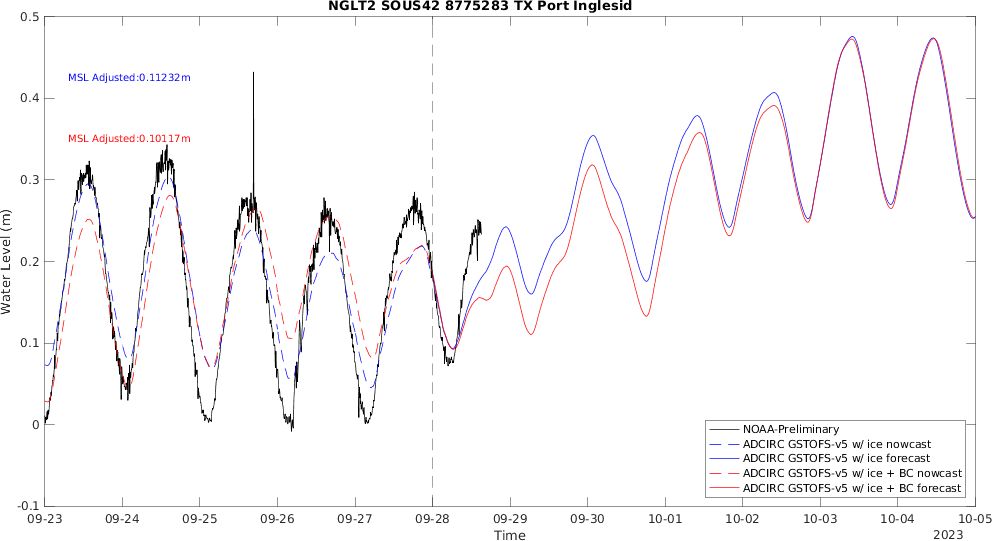 NGLT2 SOUS42 8775283 TX Port Inglesid
0.5
MSL Adjusted:0.11232m
0.4
MSL Adjusted:0.10117m
0.3
Water Level (m)
0.2
0.1
0
-0.1
NOAA-Preliminary
ADCIRC GSTOFS-v5 w/ ice nowcast
ADCIRC GSTOFS-v5 w/ ice forecast
ADCIRC GSTOFS-v5 w/ ice + BC nowcast
ADCIRC GSTOFS-v5 w/ ice + BC forecast
09-23 09-24 09-25 09-26 09-27 09-28 09-29 09-30 10-01 10-02 10-03 10-04 10-05
Time
2023